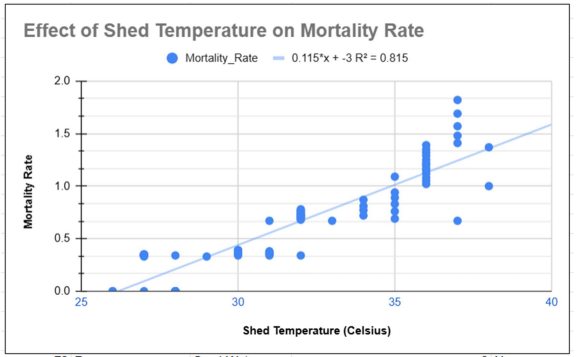 Effect of Shed Temperature on Mortality Rate
Mortality_Rate
0.115*x + -3 R² = 0.815
2.0
1.5
1.0
0.5
0.0
Mortality Rate
25
30
35
40
Shed Temperature (Celsius)